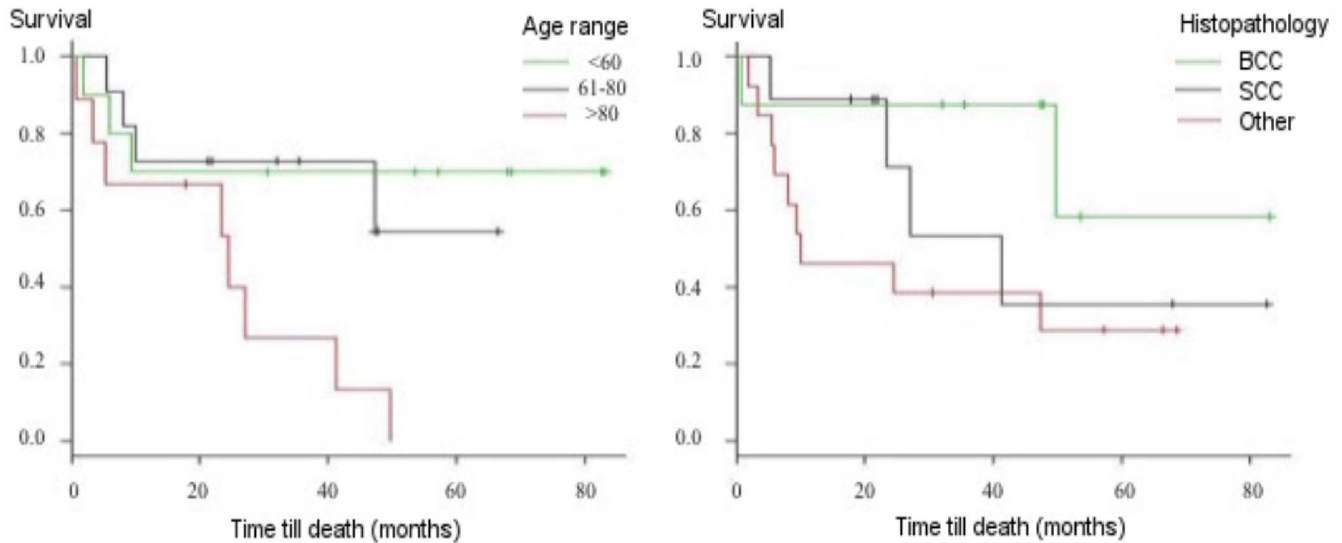 Survival
Age range
<60
61-80
>80
1.0
0.8
0.6
0.4
0.2
0.0
0 20 40 60 80
Time till death (months)
Survival
Histopathology
BCC
SCC
Other
1.0
0.8
0.6
0.4
0.2
0.0
0 20 40 60 80
Time till death (months)